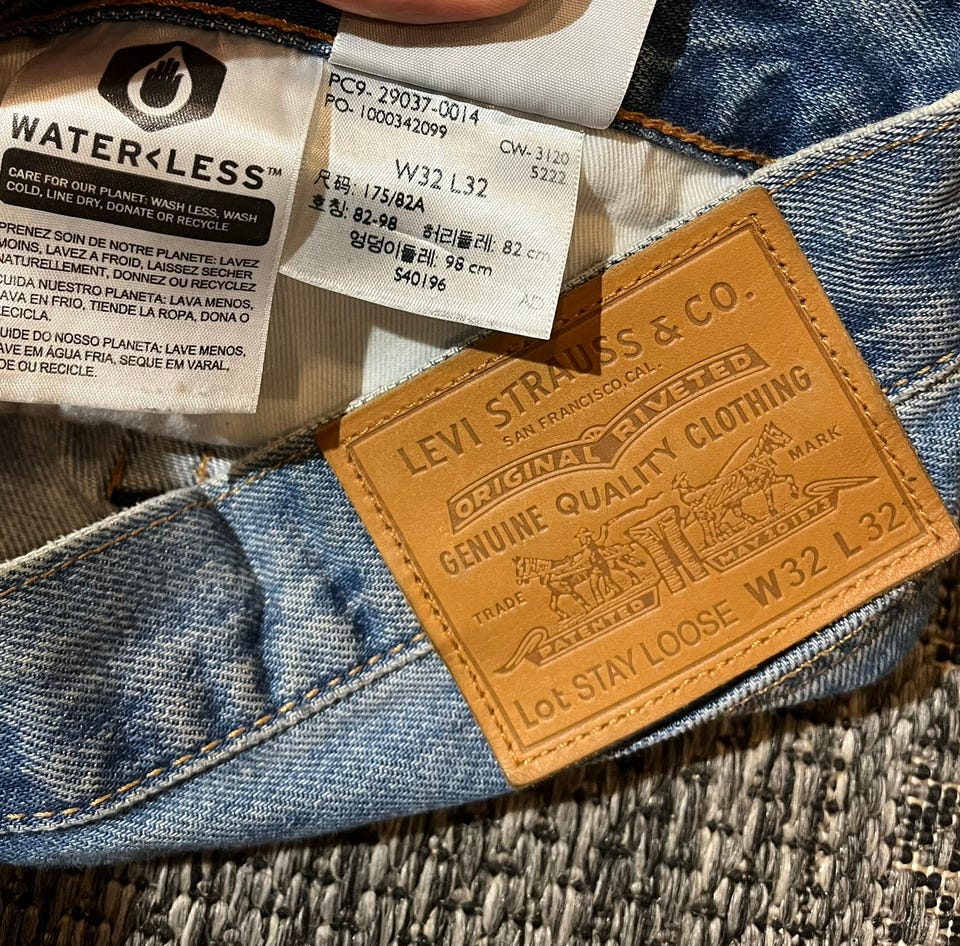 WATER<LESS™
CARE FOR OUR PLANET: WASH LESS, WASH
COLD, LINE DRY, DONATE OR RECYCLE
PRENEZ SOIN DE NOTRE PLANETE: LAVEZ
MOINS, LAVEZ A FROID, LAISSEZ SECHER
NATURELLEMENT, DONNEZ OU RECYCLEZ
CUIDA NUESTRO PLANETA: LAVA MENOS,
LAVA EN FRIO, TIENDE LA ROPA, DONA O
RECICLA.
CUIDE DO NOSSO PLANETA: LAVE MENOS,
LAVE EM ÁGUA FRIA, SEQUE EM VARAL,
DOE OU RECICLE.
PC9- 29037-0014
PO. 1000342099
CW- 3120
5222
W32 L32
尺码: 175/82A
호칭: 82-98 허리둘레: 82 cm
엉덩이둘레: 98 cm
S40196
AD
LEVI STRAUSS & CO.
SAN FRANCISCO, CAL.
ORIGINAL RIVETED
GENUINE QUALITY CLOTHING
TRADE MARK
PATENTED MAY 20 1873
Lot STAY LOOSE W 32 L 32